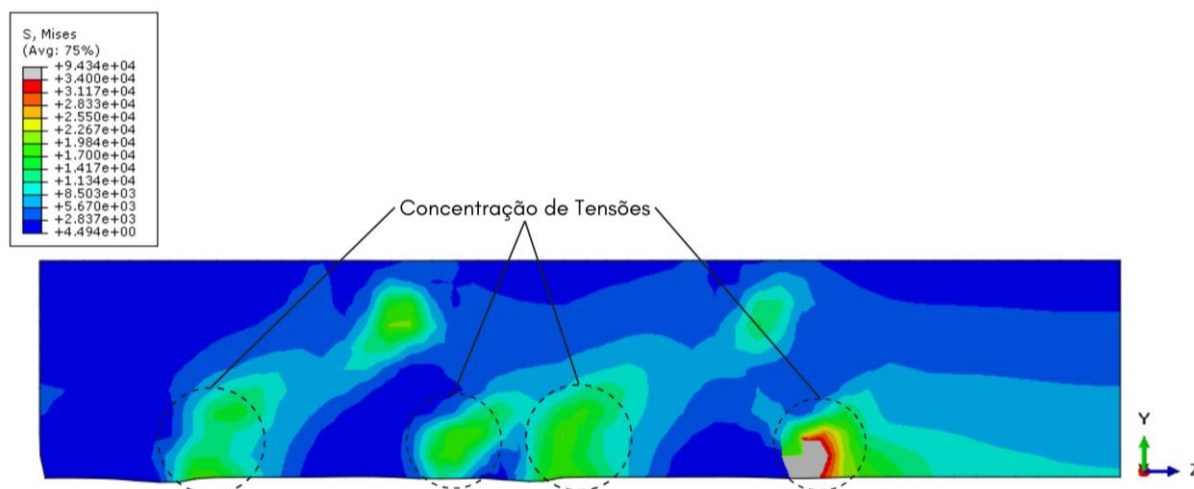 S, Mises
(Avg: 75%)
+9.434e+04
+3.400e+04
+3.117e+04
+2.833e+04
+2.550e+04
+2.267e+04
+1.984e+04
+1.700e+04
+1.417e+04
+1.134e+04
+8.503e+03
+5.670e+03
+2.837e+03
+4.494e+00
Concentração de Tensões
Y
Z